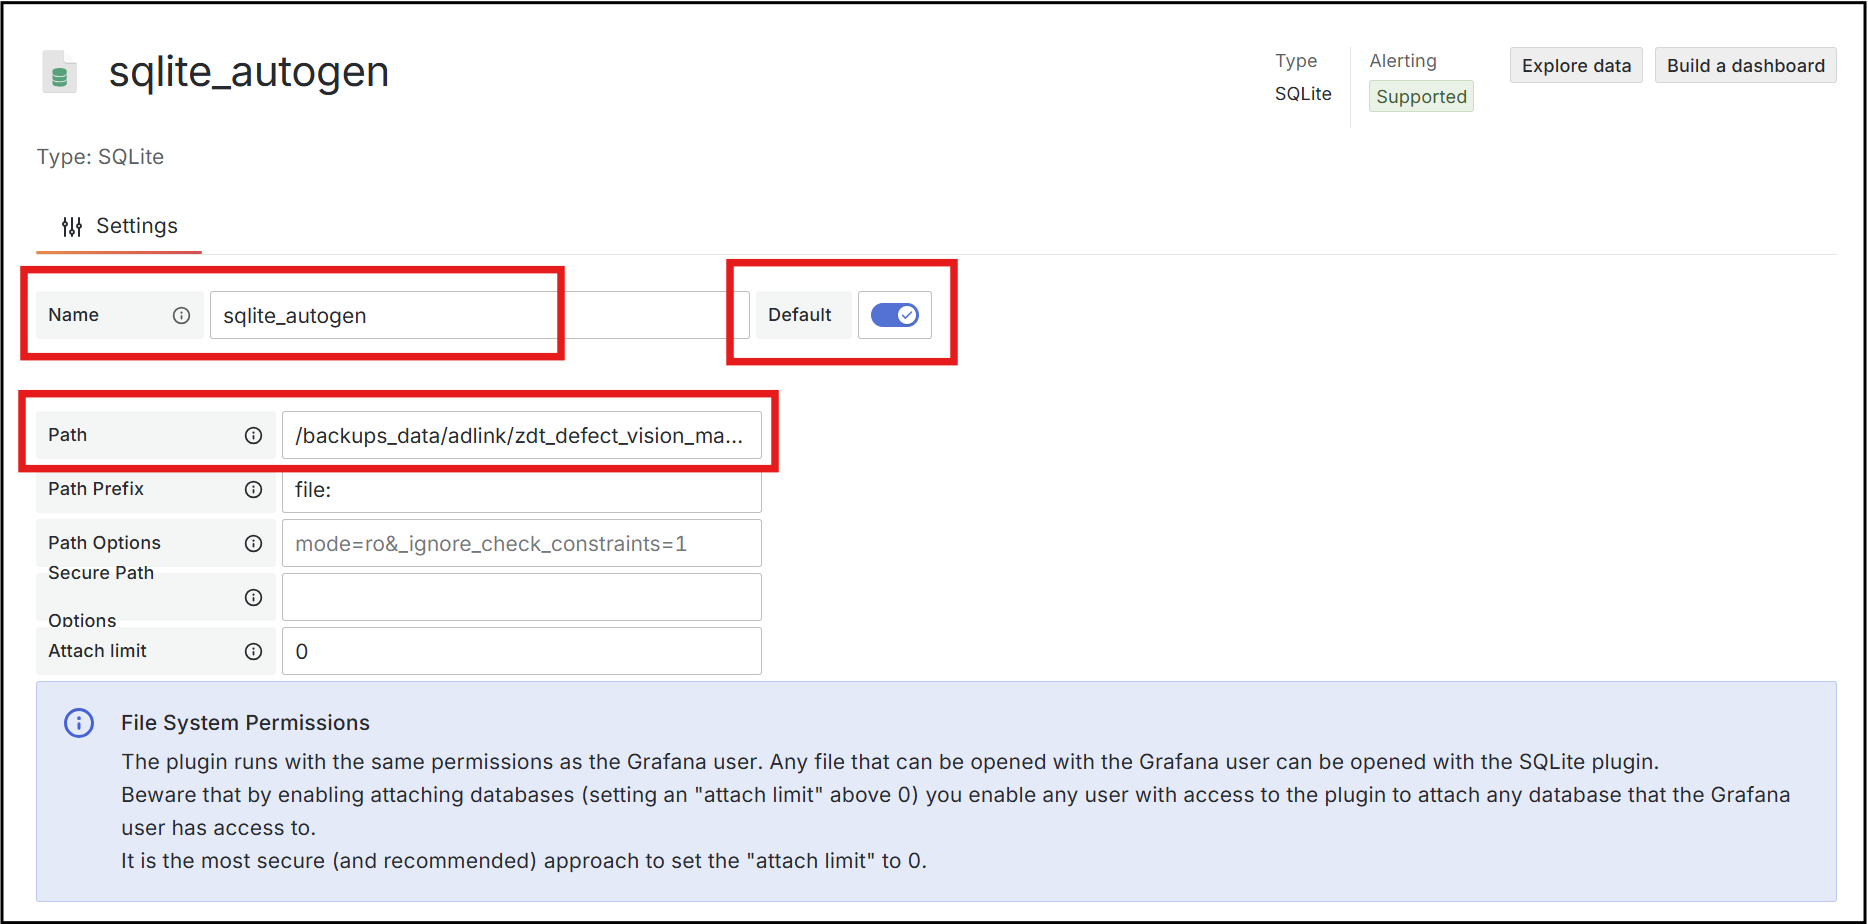 sqlite_autogen
Type
SQLite
Alerting
Supported
Explore data
Build a dashboard
Type: SQLite
Settings
Name
sqlite_autogen
Default
Path
/backups_data/adlink/zdt_defect_vision_ma...
Path Prefix
file:
Path Options
mode=ro&_ignore_check_constraints=1
Secure Path
Options
Attach limit
0
File System Permissions
The plugin runs with the same permissions as the Grafana user. Any file that can be opened with the Grafana user can be opened with the SQLite plugin.
Beware that by enabling attaching databases (setting an "attach limit" above 0) you enable any user with access to the plugin to attach any database that the Grafana
user has access to.
It is the most secure (and recommended) approach to set the "attach limit" to 0.